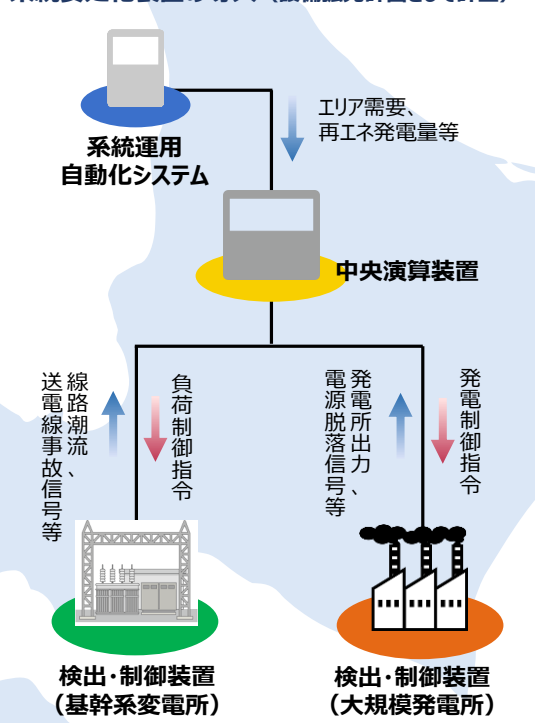 エリア需要、
再エネ発電量等
系統運用
自動化システム
中央演算装置
線路潮流、
送電線事故信号等
負荷制御指令
発電所出力、
電源脱落信号等
発電制御指令
検出・制御装置
（基幹系変電所）
検出・制御装置
（大規模発電所）